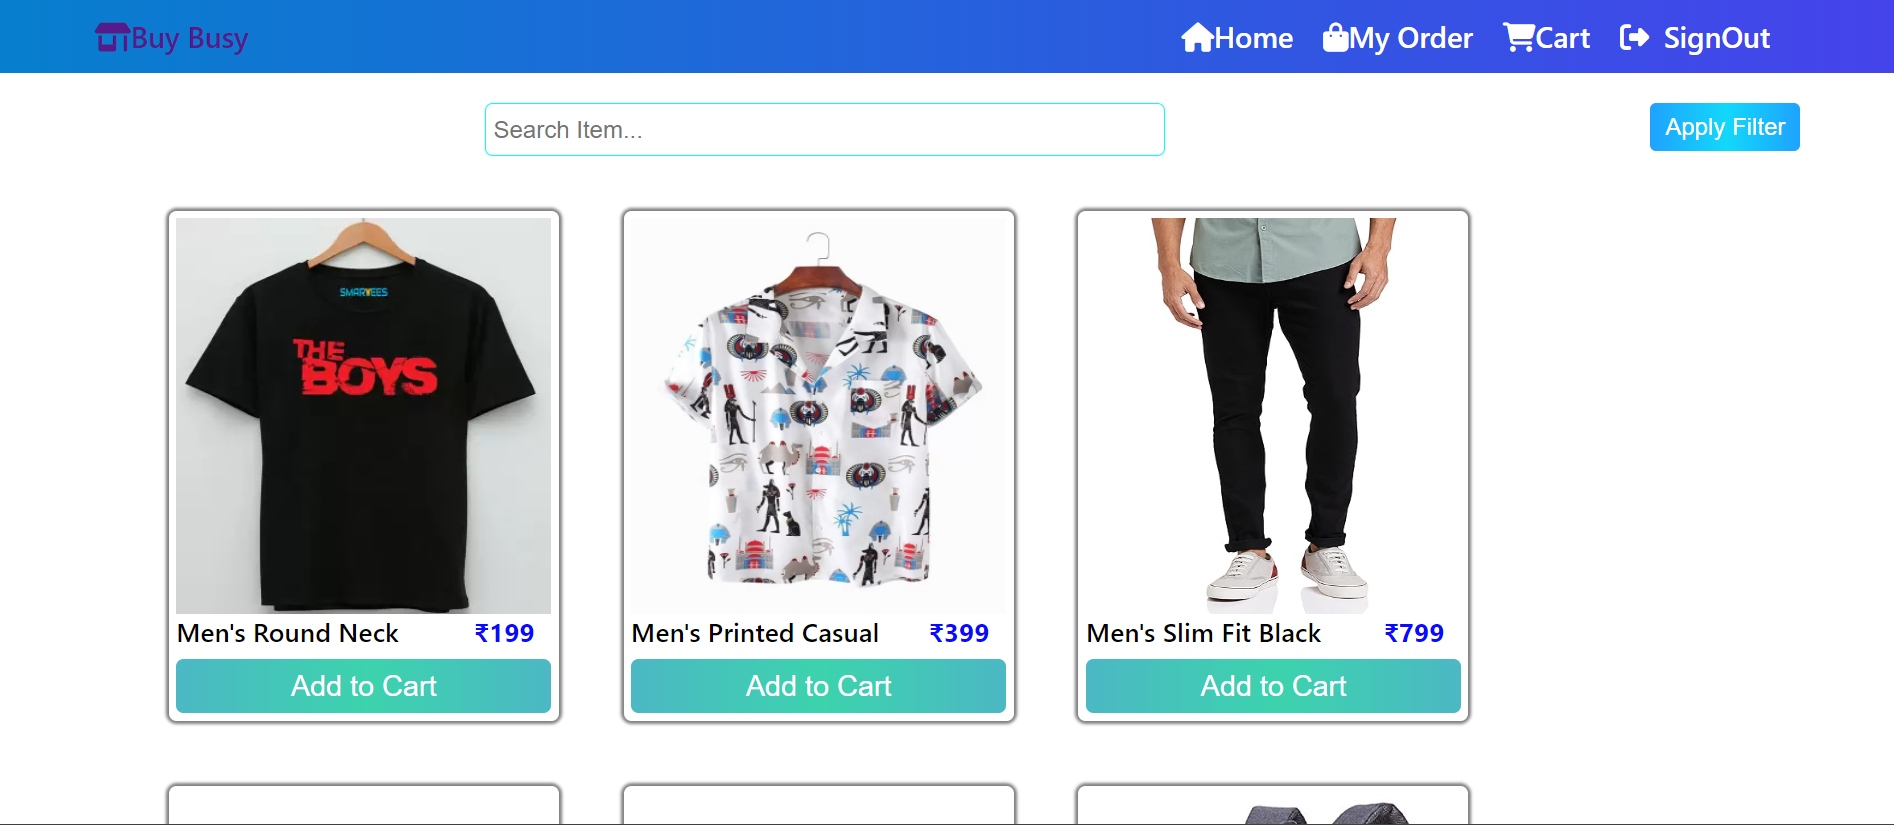 Buy Busy
Home My Order Cart SignOut
Search Item...
Apply Filter
SMARTEES
THE
BOYS
Men's Round Neck ₹199
Add to Cart
Men's Printed Casual ₹399
Add to Cart
Men's Slim Fit Black ₹799
Add to Cart